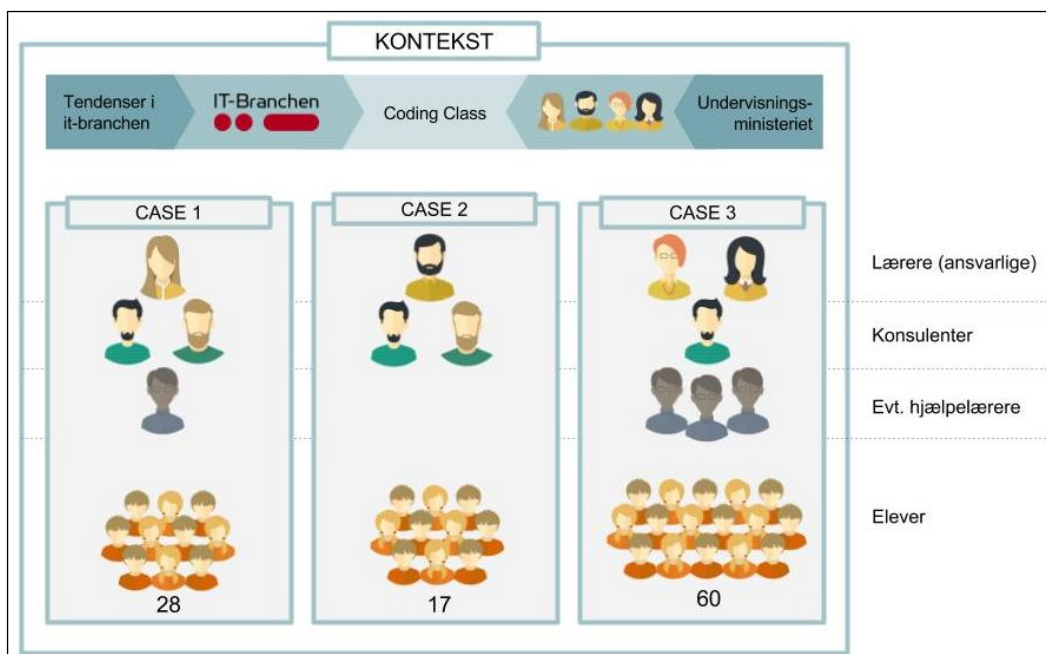 KONTEKST
Tendenser i
it-branchen
IT-Branchen
Coding Class
Undervisnings-
ministeriet
CASE 1
CASE 2
CASE 3
Lærere (ansvarlige)
Konsulenter
Evt. hjælpelærere
Elever
28
17
60